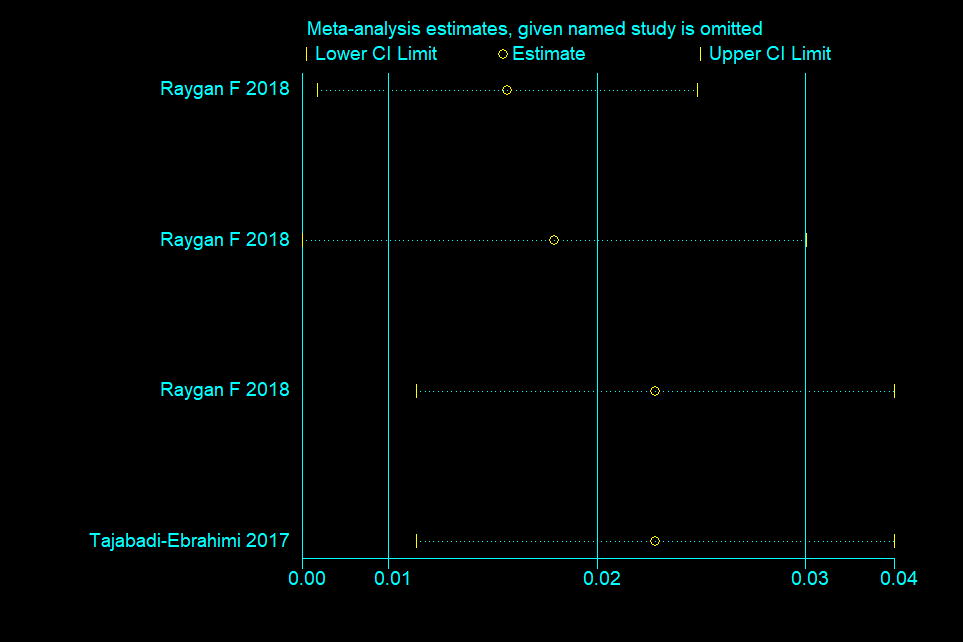 Meta-analysis estimates, given named study is omitted
Lower CI Limit Estimate Upper CI Limit
Raygan F 2018
Raygan F 2018
Raygan F 2018
Tajabadi-Ebrahimi 2017
0.00 0.01 0.02 0.03 0.04